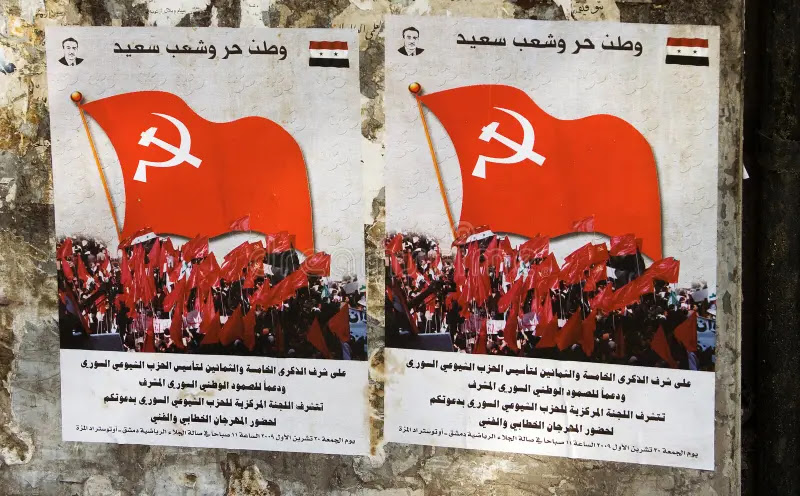 وطن حر وشعب سعيد
على شرف الذكرى الخامسة والثمانين لتأسيس الحزب الشيوعي السوري
ودعماً للصمود الوطني السوري المشرف
تتشرف اللجنة المركزية للحزب الشيوعي السوري بدعوتكم
لحضور المهرجان الخطابي والفني
يوم الجمعة ٣٠ تشرين الأول ٢٠٠٩ الساعة ١١ صباحاً في صالة الجلاء الرياضية دمشق - أوتوستراد المزة
وطن حر وشعب سعيد
على شرف الذكرى الخامسة والثمانين لتأسيس الحزب الشيوعي السوري
ودعماً للصمود الوطني السوري المشرف
تتشرف اللجنة المركزية للحزب الشيوعي السوري بدعوتكم
لحضور المهرجان الخطابي والفني
يوم الجمعة ٣٠ تشرين الأول ٢٠٠٩ الساعة ١١ صباحاً في صالة الجلاء الرياضية دمشق - أوتوستراد المزة